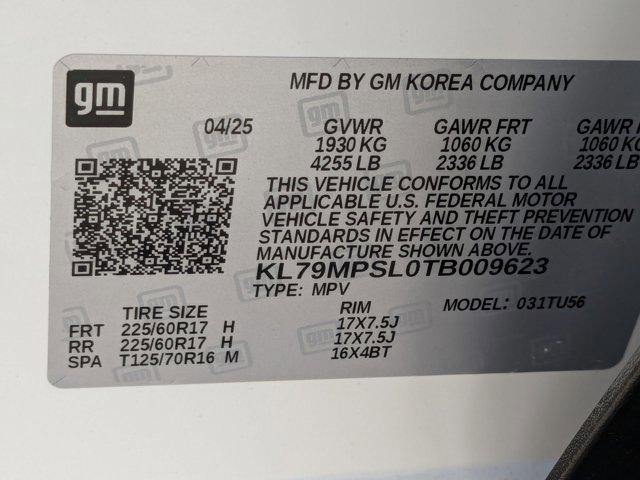 gm
MFD BY GM KOREA COMPANY
04/25 GVWR GAWR FRT GAWR
1930 KG 1060 KG 1060 KG
4255 LB 2336 LB 2336 LB
THIS VEHICLE CONFORMS TO ALL
APPLICABLE U.S. FEDERAL MOTOR
VEHICLE SAFETY AND THEFT PREVENTION
STANDARDS IN EFFECT ON THE DATE OF
MANUFACTURE SHOWN ABOVE.
KL79MPSL0TB009623
TYPE: MPV MODEL: 031TU56
TIRE SIZE RIM
FRT 225/60R17 H 17X7.5J
RR 225/60R17 H 17X7.5J
SPA T125/70R16 M 16X4BT